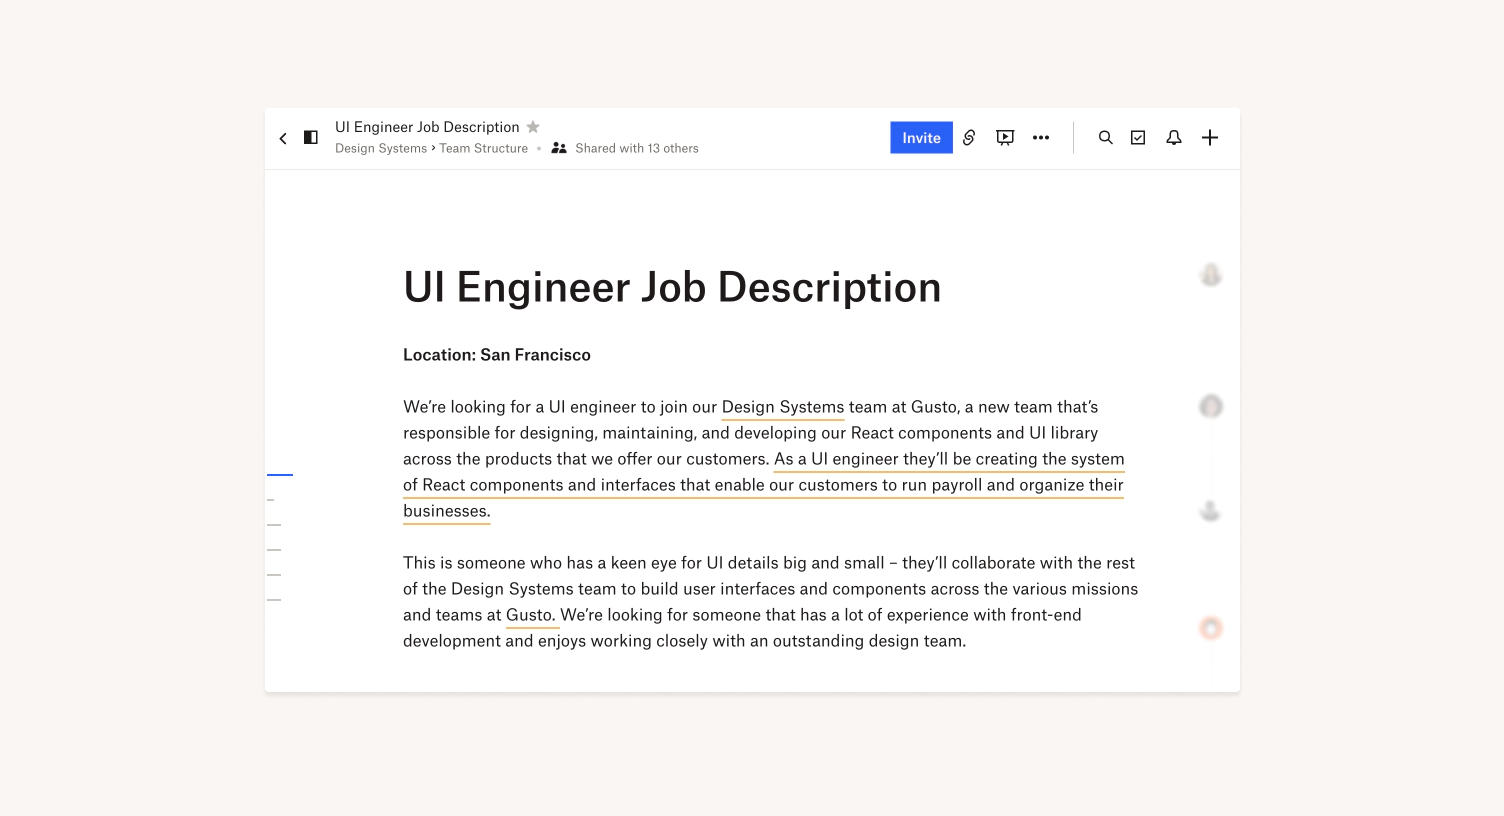 UI Engineer Job Description
Design Systems › Team Structure • Shared with 13 others
Invite
UI Engineer Job Description
Location: San Francisco
We’re looking for a UI engineer to join our Design Systems team at Gusto, a new team that’s
responsible for designing, maintaining, and developing our React components and UI library
across the products that we offer our customers. As a UI engineer they’ll be creating the system
of React components and interfaces that enable our customers to run payroll and organize their
businesses.
This is someone who has a keen eye for UI details big and small – they’ll collaborate with the rest
of the Design Systems team to build user interfaces and components across the various missions
and teams at Gusto. We’re looking for someone that has a lot of experience with front-end
development and enjoys working closely with an outstanding design team.